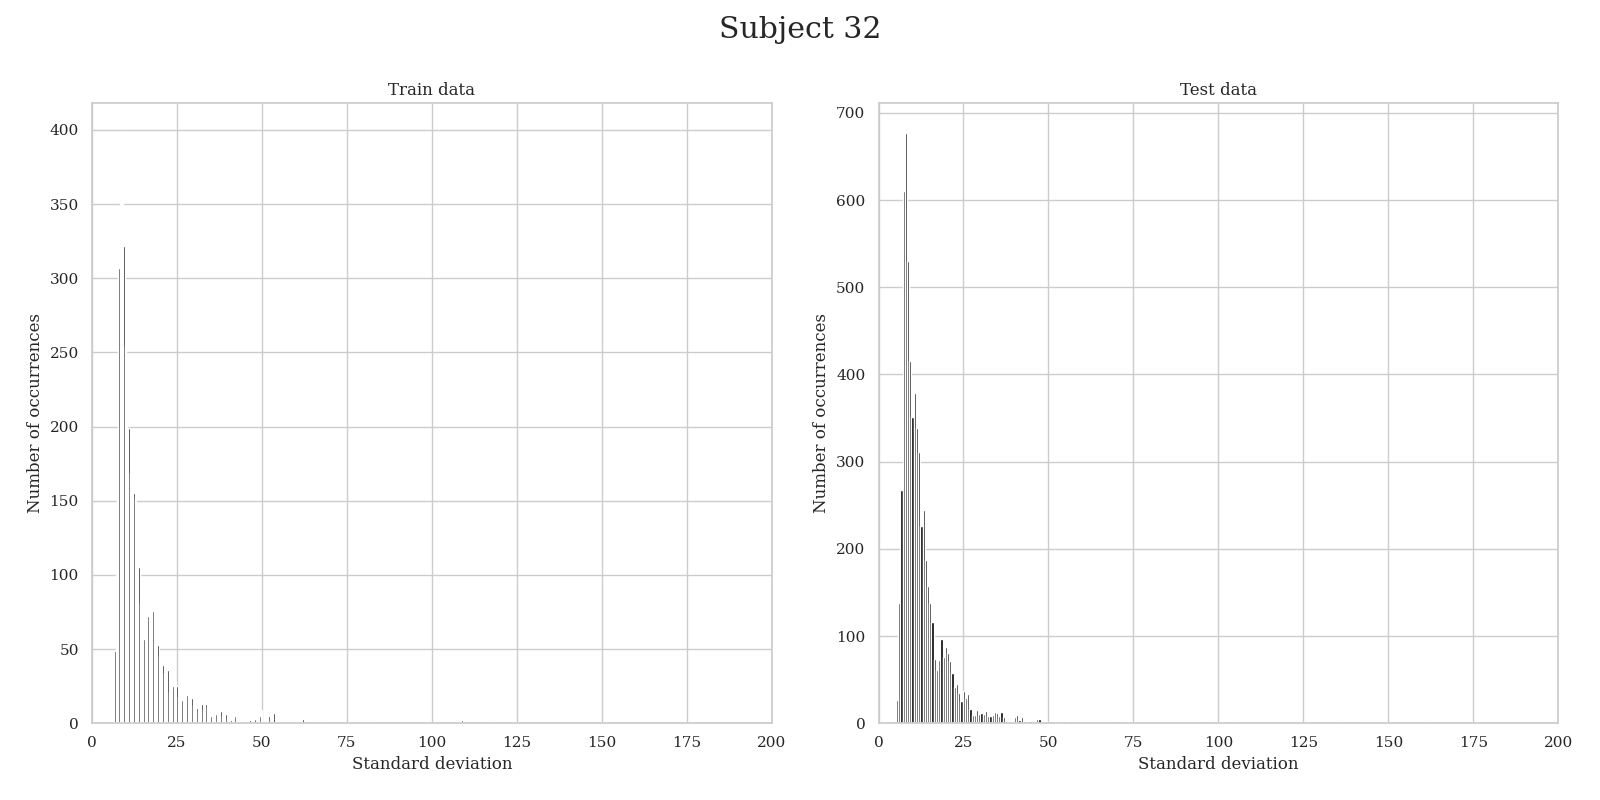 Subject 32
Train data
400
350
300
250
200
150
100
50
0
Number of occurrences
0 25 50 75 100 125 150 175 200
Standard deviation
Test data
700
600
500
400
300
200
100
0
Number of occurrences
0 25 50 75 100 125 150 175 200
Standard deviation